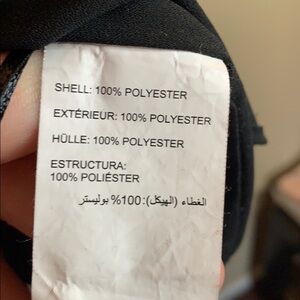 SHELL: 100% POLYESTER
EXTÉRIEUR: 100% POLYESTER
HÜLLE: 100% POLYESTER
ESTRUCTURA:
100% POLIÉSTER
الغطاء (الهيكل): 100% بوليستر